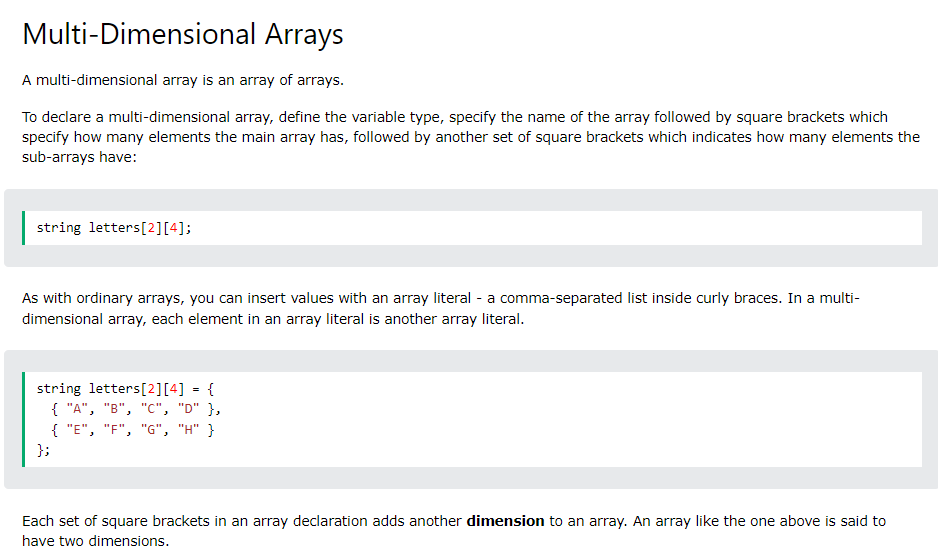 Multi-Dimensional Arrays
A multi-dimensional array is an array of arrays.
To declare a multi-dimensional array, define the variable type, specify the name of the array followed by square brackets which
specify how many elements the main array has, followed by another set of square brackets which indicates how many elements the
sub-arrays have:
string letters[2][4];
As with ordinary arrays, you can insert values with an array literal - a comma-separated list inside curly braces. In a multi-
dimensional array, each element in an array literal is another array literal.
string letters[2][4] = {
  { "A", "B", "C", "D" },
  { "E", "F", "G", "H" }
};
Each set of square brackets in an array declaration adds another dimension to an array. An array like the one above is said to
have two dimensions.